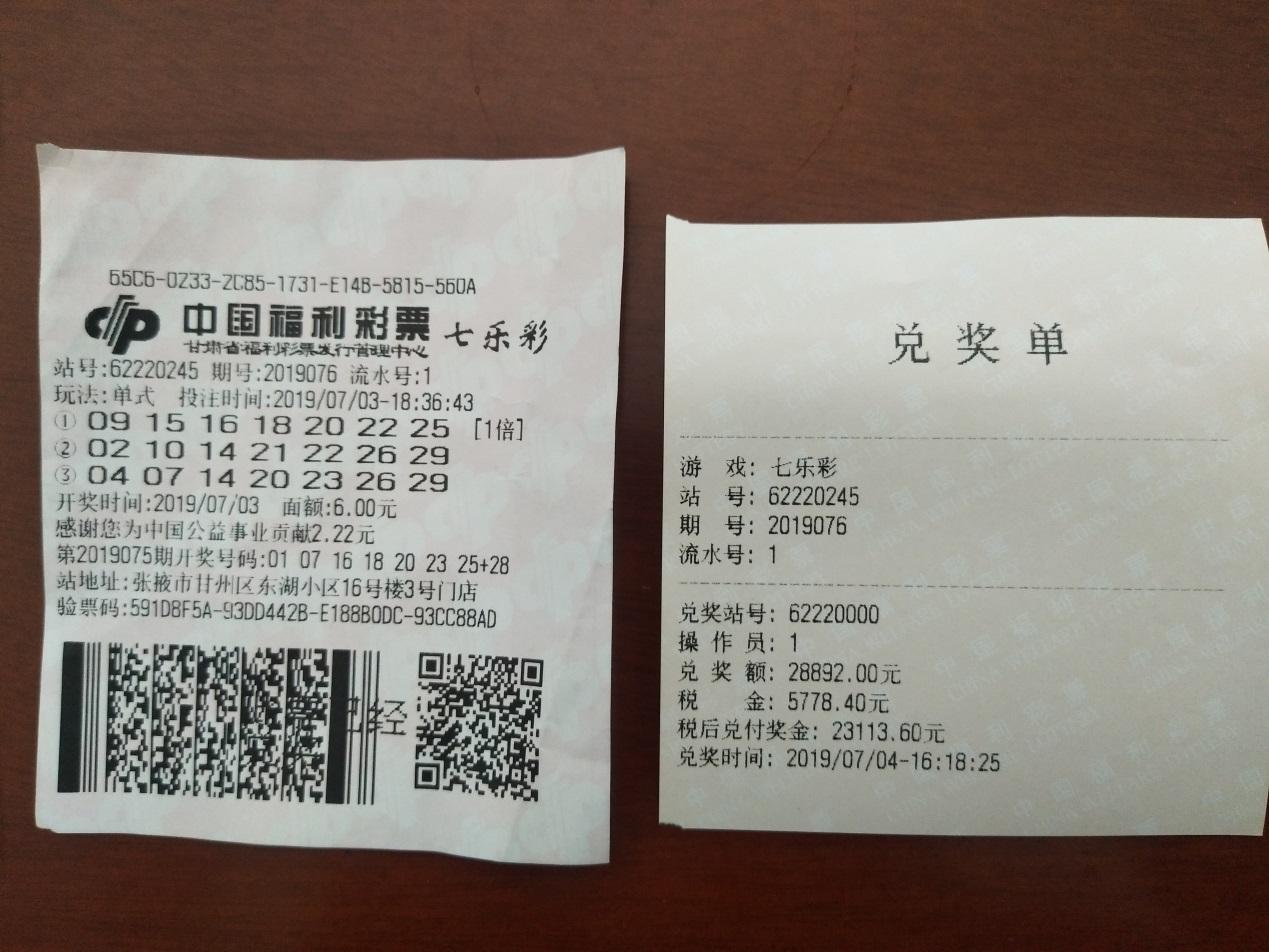 65C6-0233-2C85-1731-E14B-5815-560A
中国福利彩票 七乐彩
甘肃省福利彩票发行管理中心
站号:62220245 期号:2019076 流水号:1
玩法:单式 投注时间:2019/07/03-18:36:43
① 09 15 16 18 20 22 25 [1倍]
② 02 10 14 21 22 26 29
③ 04 07 14 20 23 26 29
开奖时间:2019/07/03 面额:6.00元
感谢您为中国公益事业贡献2.22元
第2019075期开奖号码:01 07 16 18 20 23 25+28
站地址:张掖市甘州区东湖小区16号楼3号门店
验票码:591D8F5A-93DD442B-E188B0DC-93CC88AD
兑奖单
游 戏: 七乐彩
站 号: 62220245
期 号: 2019076
流水号: 1
兑奖站号: 62220000
操 作 员: 1
兑 奖 额: 28892.00元
税 金: 5778.40元
税后兑付奖金: 23113.60元
兑奖时间: 2019/07/04-16:18:25